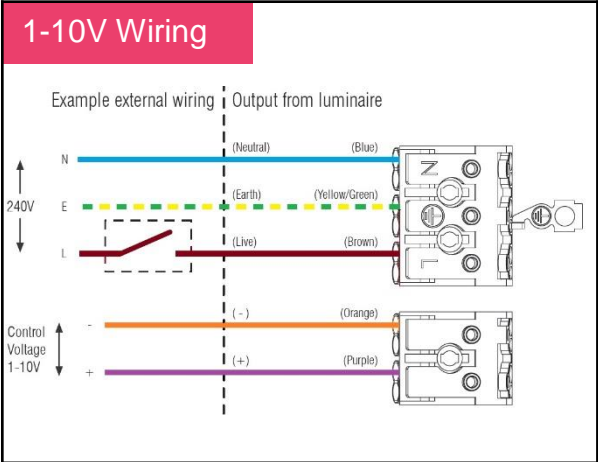 1-10V Wiring
Example external wiring
Output from luminaire
(Neutral)
(Blue)
N
N
240V
E
(Earth)
(Yellow/Green)
L
(Live)
(Brown)
L
Control
Voltage
1-10V
-
(-)
(Orange)
+
(+)
(Purple)